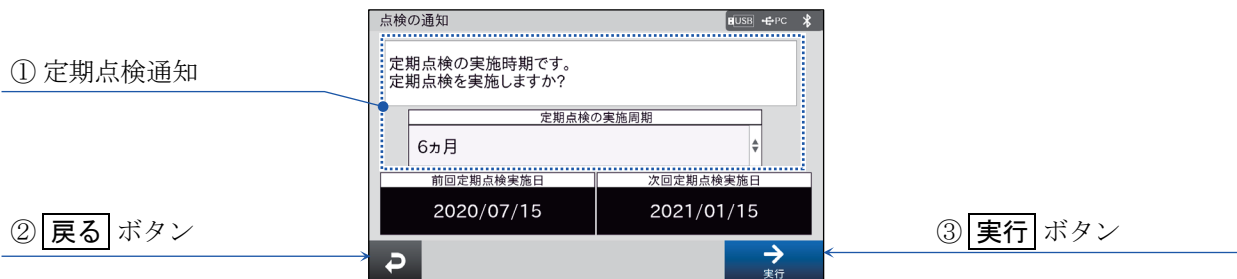 点検の通知
USB PC
① 定期点検通知
定期点検の実施時期です。
定期点検を実施しますか?
定期点検の実施周期
6ヵ月
前回定期点検実施日 次回定期点検実施日
2020/07/15 2021/01/15
② 戻る ボタン
③ 実行 ボタン
実行